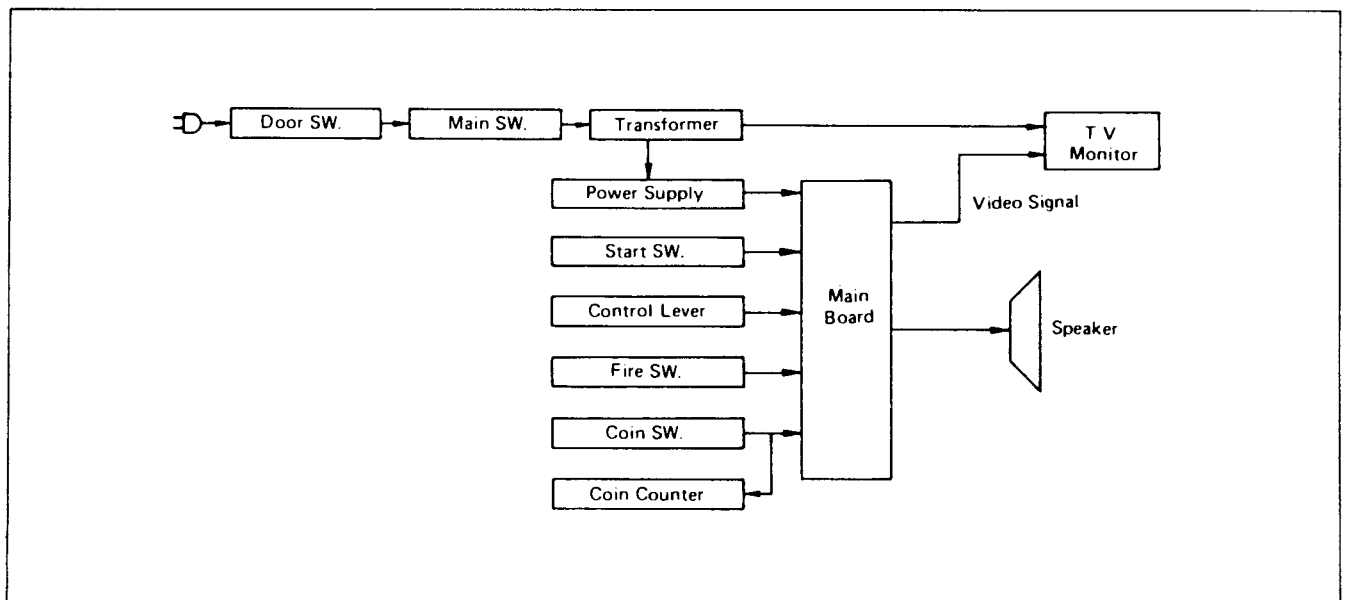 Door SW.
Main SW.
Transformer
T V
Monitor
Power Supply
Video Signal
Start SW.
Main
Board
Control Lever
Speaker
Fire SW.
Coin SW.
Coin Counter